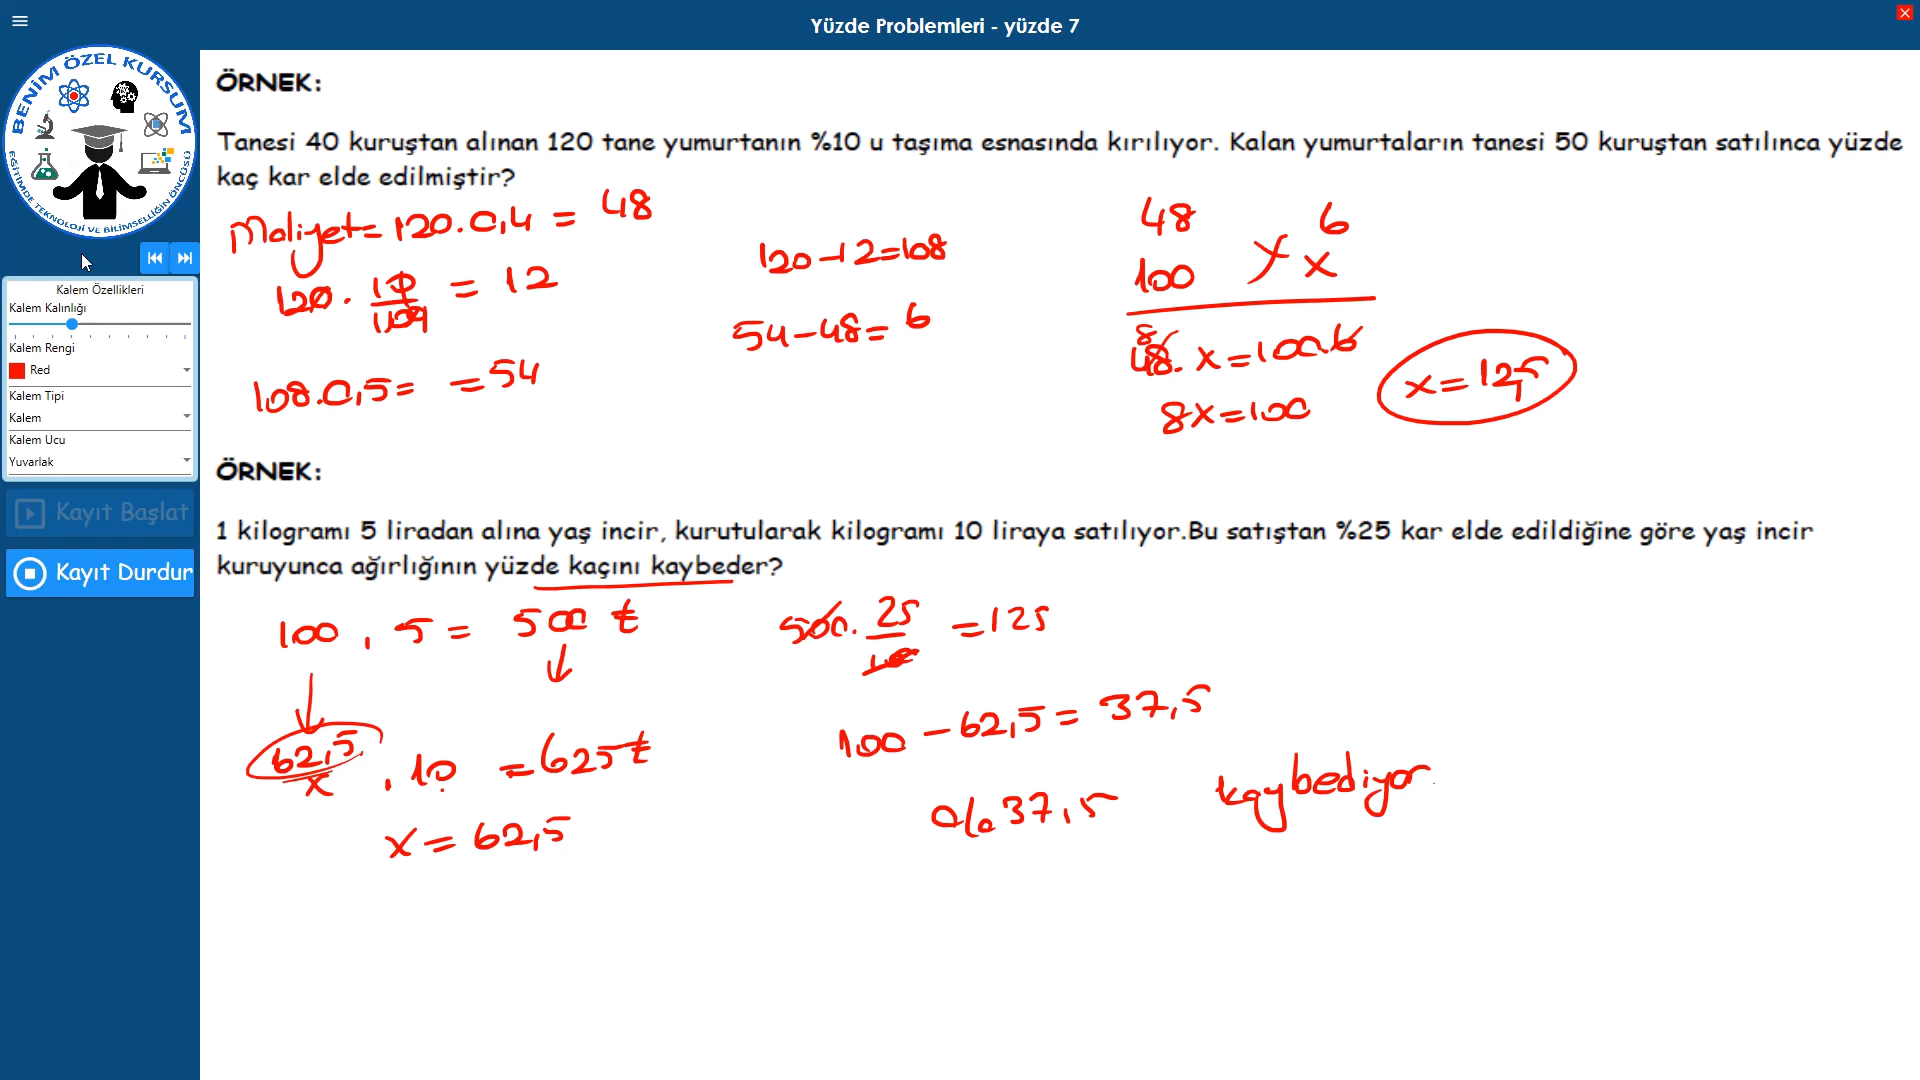 Yüzde Problemleri - yüzde 7
BENİM ÖZEL KURSUM
EĞİTİMDE TEKNOLOJİ VE BİLİMSELLİĞİN ÖNCÜSÜ
Kalem Özellikleri
Kalem Kalınlığı
Kalem Rengi
Red
Kalem Tipi
Kalem
Kalem Ucu
Yuvarlak
Kayıt Başlat
Kayıt Durdur
ÖRNEK:
Tanesi 40 kuruştan alınan 120 tane yumurtanın %10 u taşıma esnasında kırılıyor. Kalan yumurtaların tanesi 50 kuruştan satılınca yüzde
kaç kar elde edilmiştir?
Maliyet = 120.0,4 = 48
120 . 10/100 = 12
108.0,5 = = 54
120-12=108
54-48=6
48 6
100 x
8
48. x=100.6
8x=100
x=12,5
ÖRNEK:
1 kilogramı 5 liradan alına yaş incir, kurutularak kilogramı 10 liraya satılıyor.Bu satıştan %25 kar elde edildiğine göre yaş incir
kuruyunca ağırlığının yüzde kaçını kaybeder?
100 . 5 = 500 t
62,5
x . 10 = 625 t
x = 62,5
500. 25/100 = 125
100 - 62,5 = 37,5
%37,5 kaybediyor